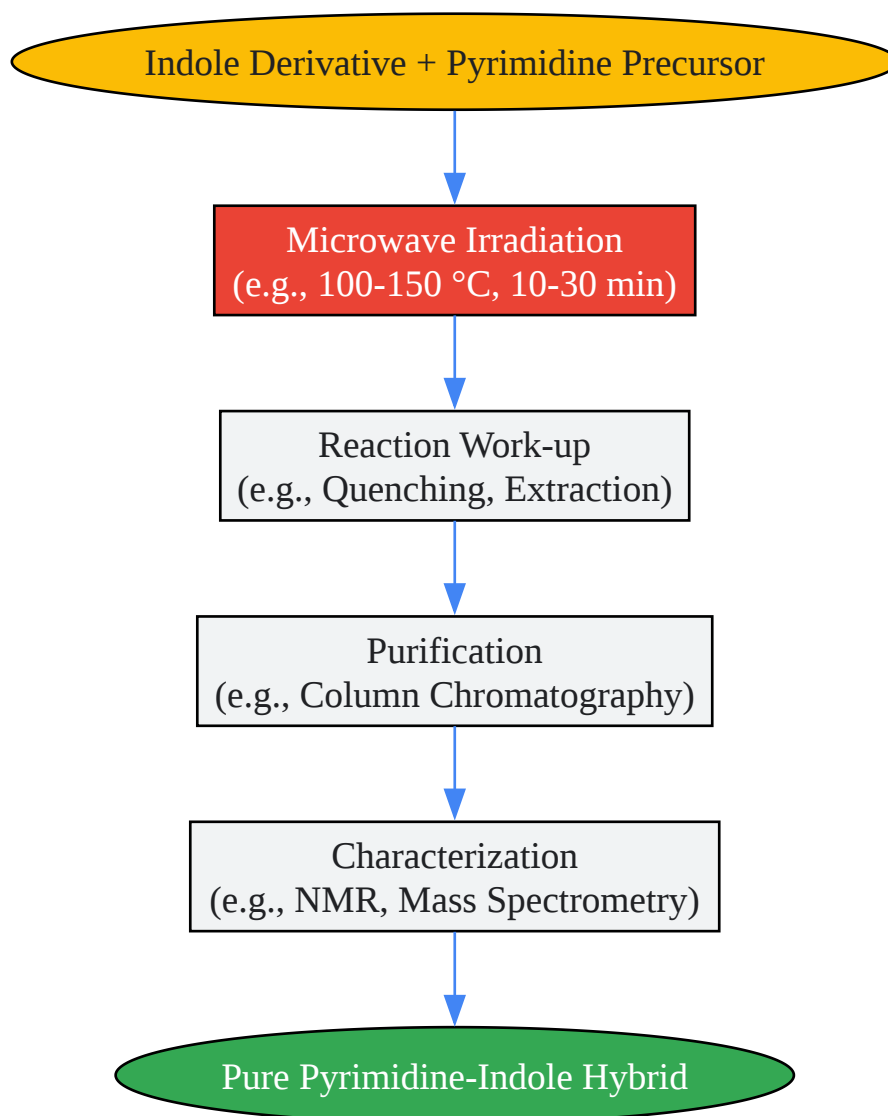 Indole Derivative + Pyrimidine Precursor
Microwave Irradiation
(e.g., 100-150 °C, 10-30 min)
Reaction Work-up
(e.g., Quenching, Extraction)
Purification
(e.g., Column Chromatography)
Characterization
(e.g., NMR, Mass Spectrometry)
Pure Pyrimidine-Indole Hybrid